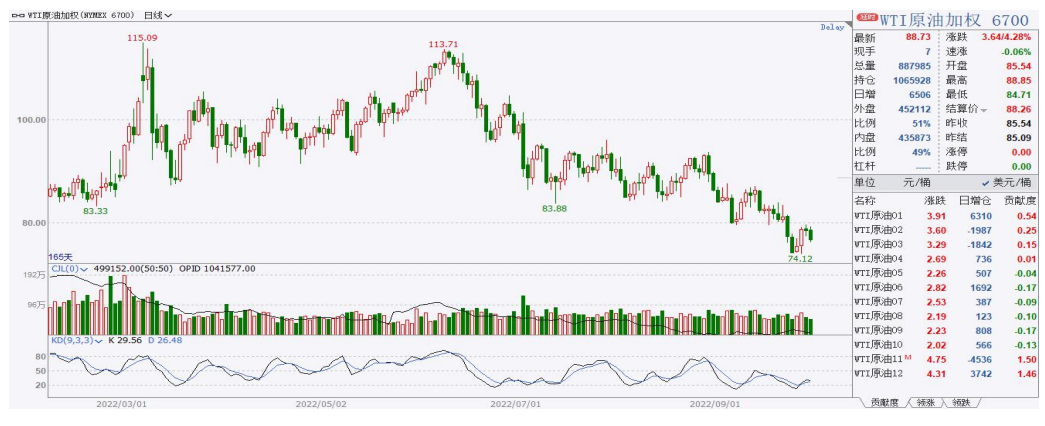 WTI原油加权(NYMEX 6700) 日线
Delay
115.09
113.71
100.00
83.33
83.88
80.00
74.12
165天
CJL(0) 499152.00(50:50) OPID 1041577.00
192万
96万
KD(9,3,3) K 29.56 D 26.48
80
50
20
2022/03/01 2022/05/02 2022/07/01 2022/09/01
延时 WTI原油加权 6700
最新 88.73 涨跌 3.64/4.28%
现手 7 速涨 -0.06%
总量 887985 开盘 85.54
持仓 1065928 最高 88.85
日增 6506 最低 84.71
外盘 452112 结算价 88.26
比例 51% 昨收 85.54
内盘 435873 昨结 85.09
比例 49% 涨停 0.00
杠杆 —— 跌停 0.00
单位 元/桶 美元/桶
名称 涨跌 日增仓 贡献度
WTI原油01 3.91 6310 0.54
WTI原油02 3.60 -1987 0.25
WTI原油03 3.29 -1842 0.15
WTI原油04 2.69 736 0.01
WTI原油05 2.26 507 -0.04
WTI原油06 2.82 1692 -0.17
WTI原油07 2.53 387 -0.09
WTI原油08 2.19 123 -0.10
WTI原油09 2.23 808 -0.17
WTI原油10 2.02 566 -0.13
WTI原油11 M 4.75 -4536 1.50
WTI原油12 4.31 3742 1.46
贡献度 领涨 领跌